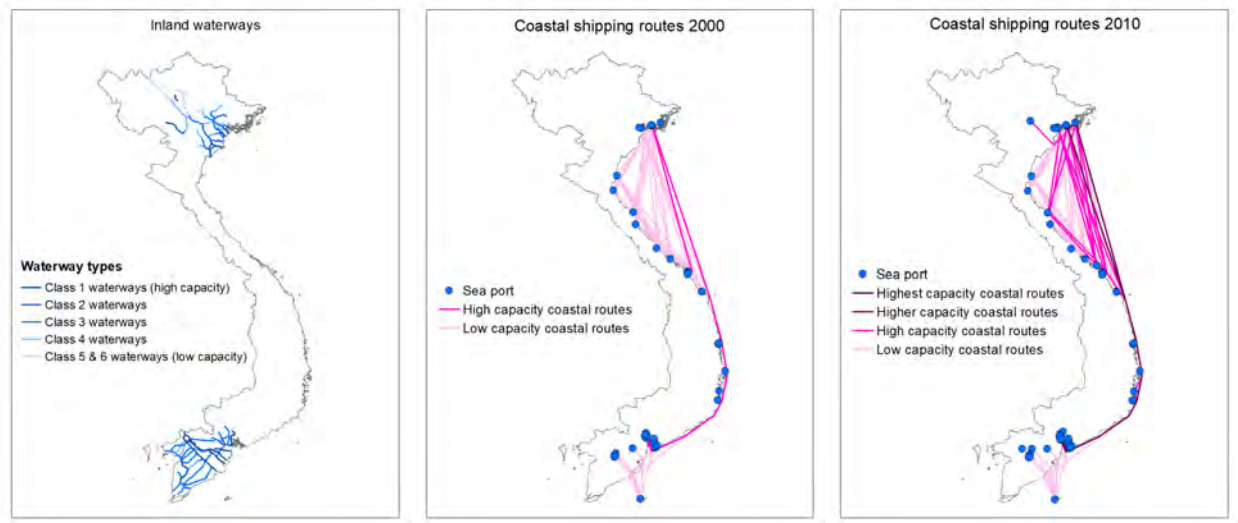 Inland waterways
Waterway types
Class 1 waterways (high capacity)
Class 2 waterways
Class 3 waterways
Class 4 waterways
Class 5 & 6 waterways (low capacity)
Coastal shipping routes 2000
Sea port
High capacity coastal routes
Low capacity coastal routes
Coastal shipping routes 2010
Sea port
Highest capacity coastal routes
Higher capacity coastal routes
High capacity coastal routes
Low capacity coastal routes